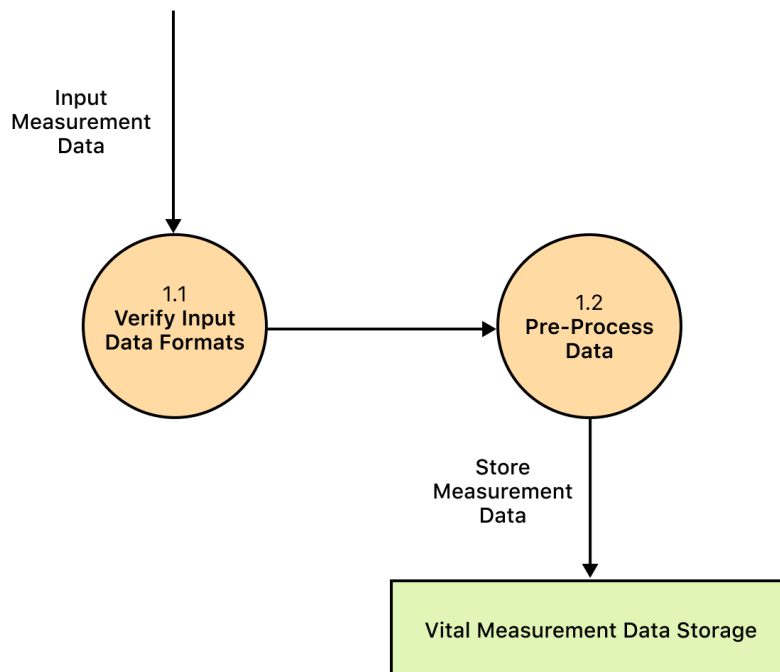 Input
Measurement
Data
1.1
Verify Input
Data Formats
1.2
Pre-Process
Data
Store
Measurement
Data
Vital Measurement Data Storage